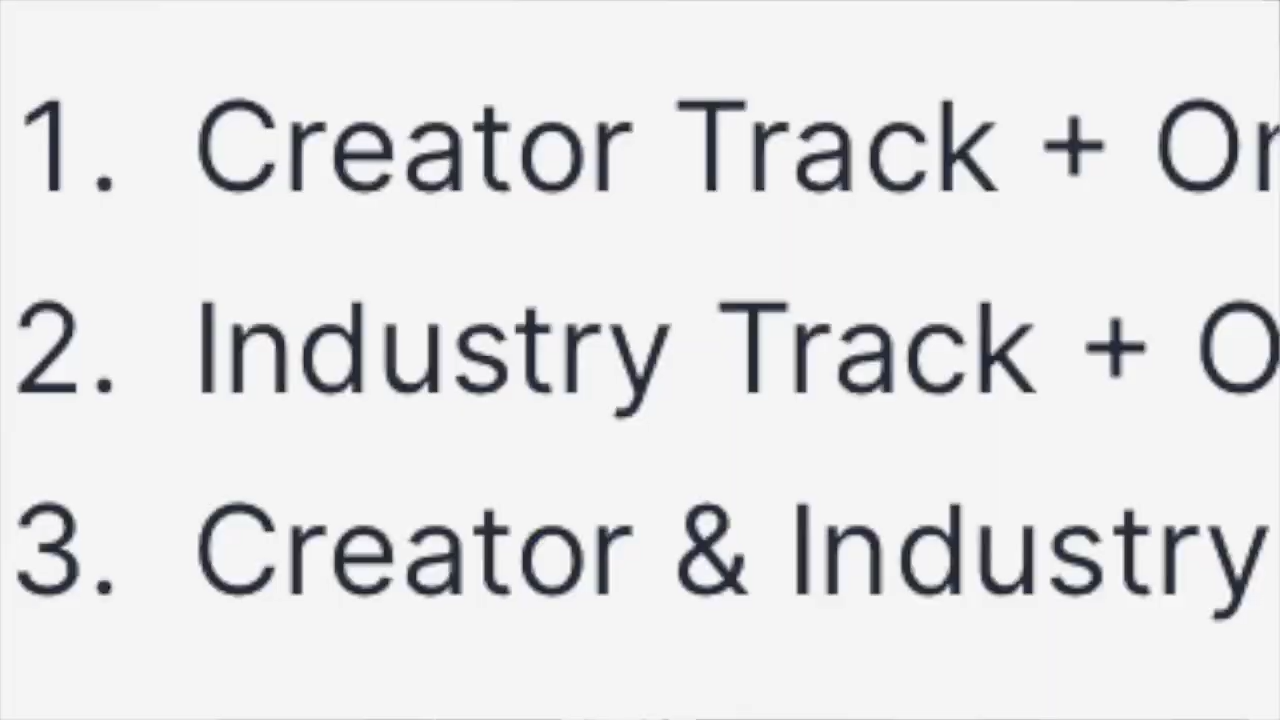 1. Creator Track +
2. Industry Track +
3. Creator & Industry